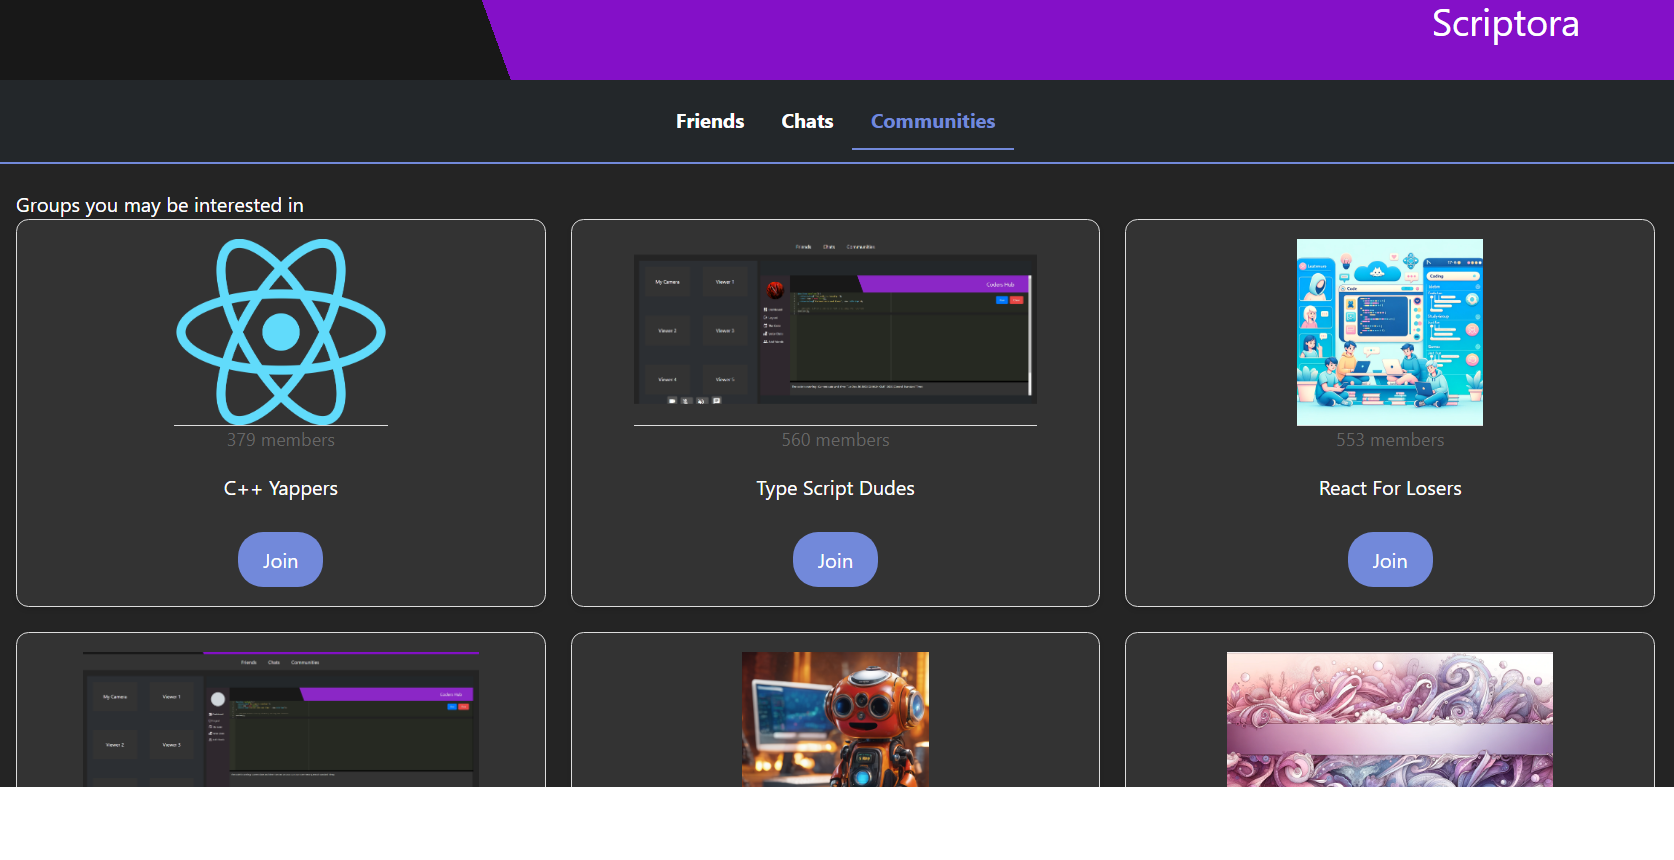 Scriptora
Friends Chats Communities
Groups you may be interested in
Friends Chats Communities
My Camera Viewer 1
Coders Hub
Viewer 2 Viewer 3
Viewer 4 Viewer 5
379 members 560 members 553 members
C++ Yappers Type Script Dudes React For Losers
Join Join Join
Friends Chats Communities
My Camera Viewer 1
Coders Hub
Viewer 2 Viewer 3